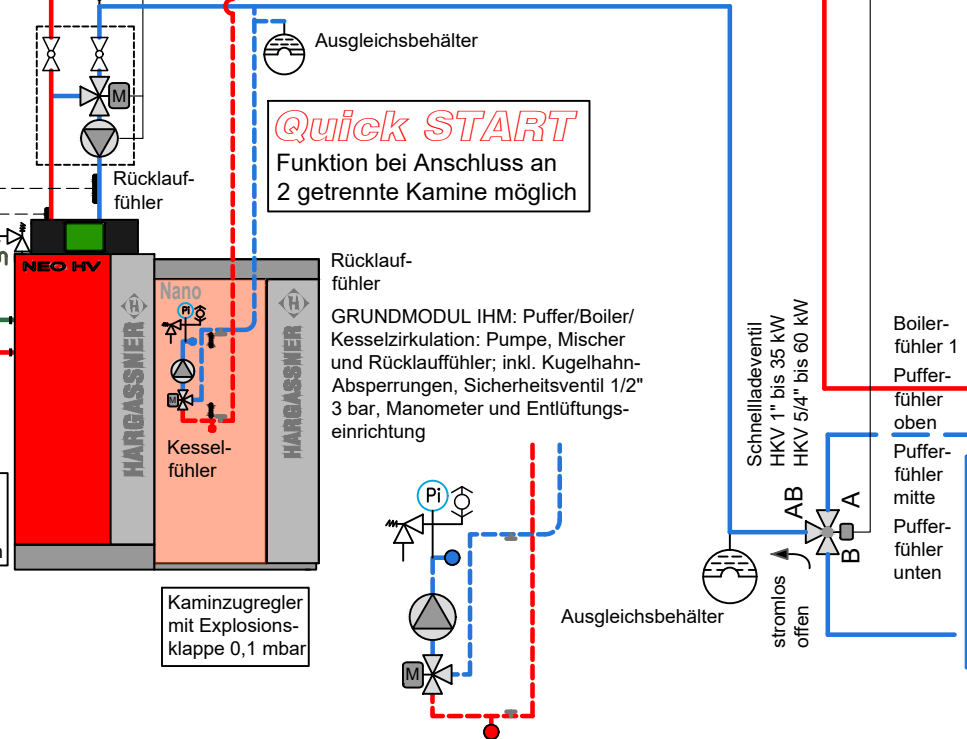 Ausgleichsbehälter
M
Quick START
Funktion bei Anschluss an
2 getrennte Kamine möglich
Rücklauf-
fühler
NEO HV
HARGASSNER
Nano
Pi
M
Kessel-
fühler
HARGASSNER
H
H
Rücklauf-
fühler
GRUNDMODUL IHM: Puffer/Boiler/
Kesselzirkulation: Pumpe, Mischer
und Rücklauffühler; inkl. Kugelhahn-
Absperrungen, Sicherheitsventil 1/2"
3 bar, Manometer und Entlüftungs-
einrichtung
Kaminzugregler
mit Explosions-
klappe 0,1 mbar
Pi
M
Ausgleichsbehälter
Schnelladeventil
HKV 1" bis 35 kW
HKV 5/4" bis 60 kW
AB
A
B
stromlos
offen
Boiler-
fühler 1
Puffer-
fühler
oben
Puffer-
fühler
mitte
Puffer-
fühler
unten